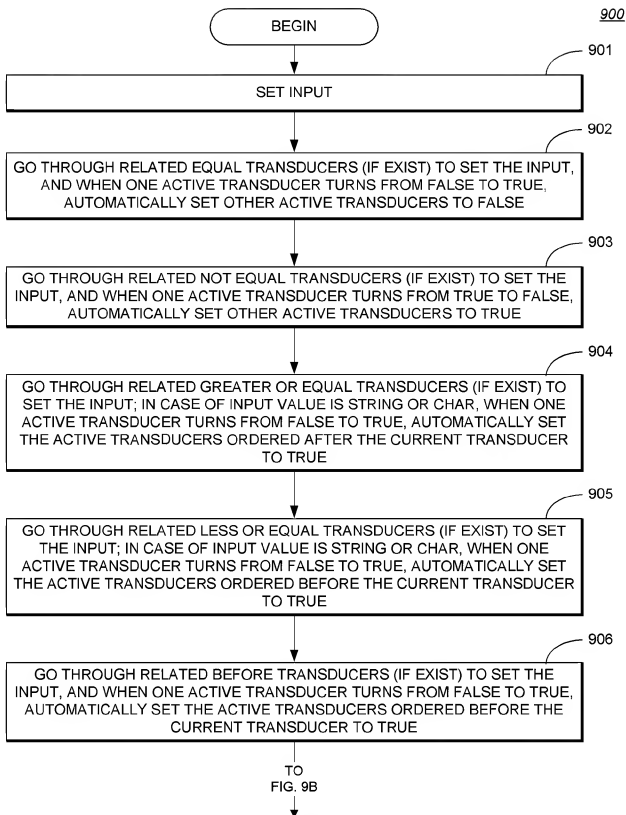 900
BEGIN
901
SET INPUT
902
GO THROUGH RELATED EQUAL TRANSDUCERS (IF EXIST) TO SET THE INPUT,
AND WHEN ONE ACTIVE TRANSDUCER TURNS FROM FALSE TO TRUE,
AUTOMATICALLY SET OTHER ACTIVE TRANSDUCERS TO FALSE
903
GO THROUGH RELATED NOT EQUAL TRANSDUCERS (IF EXIST) TO SET THE
INPUT, AND WHEN ONE ACTIVE TRANSDUCER TURNS FROM TRUE TO FALSE,
AUTOMATICALLY SET OTHER ACTIVE TRANSDUCERS TO TRUE
904
GO THROUGH RELATED GREATER OR EQUAL TRANSDUCERS (IF EXIST) TO
SET THE INPUT; IN CASE OF INPUT VALUE IS STRING OR CHAR, WHEN ONE
ACTIVE TRANSDUCER TURNS FROM FALSE TO TRUE, AUTOMATICALLY SET
THE ACTIVE TRANSDUCERS ORDERED AFTER THE CURRENT TRANSDUCER
TO TRUE
905
GO THROUGH RELATED LESS OR EQUAL TRANSDUCERS (IF EXIST) TO SET
THE INPUT; IN CASE OF INPUT VALUE IS STRING OR CHAR, WHEN ONE
ACTIVE TRANSDUCER TURNS FROM FALSE TO TRUE, AUTOMATICALLY SET
THE ACTIVE TRANSDUCERS ORDERED BEFORE THE CURRENT TRANSDUCER
TO TRUE
906
GO THROUGH RELATED BEFORE TRANSDUCERS (IF EXIST) TO SET THE
INPUT, AND WHEN ONE ACTIVE TRANSDUCER TURNS FROM FALSE TO TRUE,
AUTOMATICALLY SET THE ACTIVE TRANSDUCERS ORDERED BEFORE THE
CURRENT TRANSDUCER TO TRUE
TO
FIG. 9B